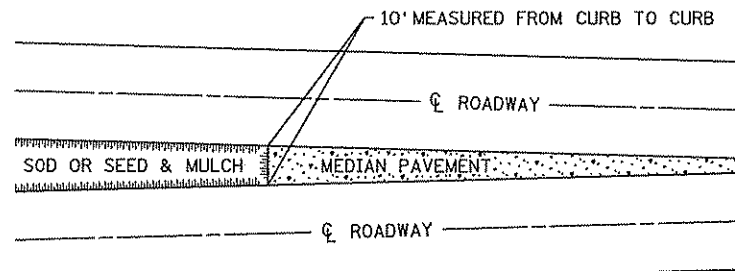 10' MEASURED FROM CURB TO CURB
℄ ROADWAY
SOD OR SEED & MULCH
MEDIAN PAVEMENT
℄ ROADWAY